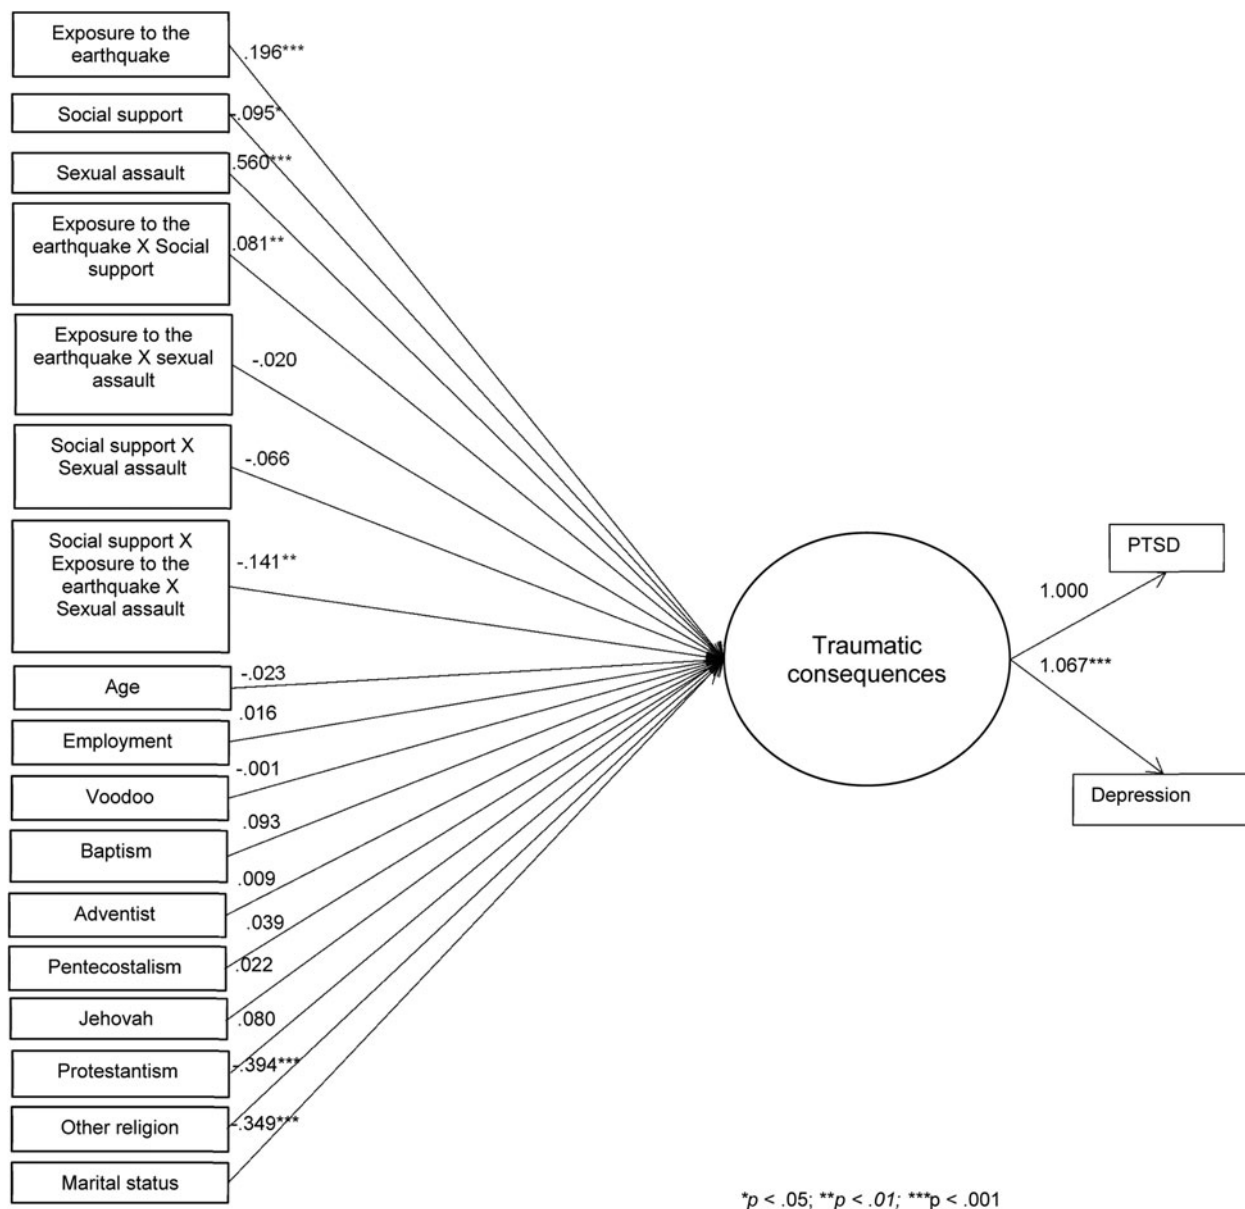 Exposure to the
earthquake
.196***
Social support
-.095*
Sexual assault
.560***
Exposure to the
earthquake X Social
support
.081**
Exposure to the
earthquake X sexual
assault
-.020
Social support X
Sexual assault
-.066
Social support X
Exposure to the
earthquake X
Sexual assault
-.141**
Age
-.023
Employment
.016
Voodoo
-.001
Baptism
.093
Adventist
.009
Pentecostalism
.039
.022
Jehovah
.080
Protestantism
-.394***
Other religion
-.349***
Marital status
Traumatic
consequences
PTSD
1.000
1.067***
Depression
*p < .05; **p < .01; ***p < .001